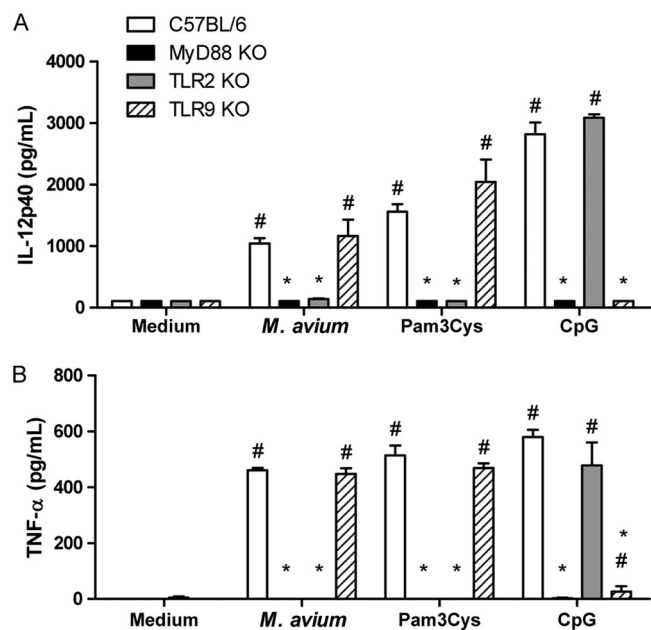 A
C57BL/6
MyD88 KO
TLR2 KO
TLR9 KO
IL-12p40 (pg/mL)
4000
3000
2000
1000
0
# # # # # #
* * * * * *
Medium M. avium Pam3Cys CpG
B
TNF-α (pg/mL)
800
600
400
200
0
# # # # # # #
* * * * * *
Medium M. avium Pam3Cys CpG